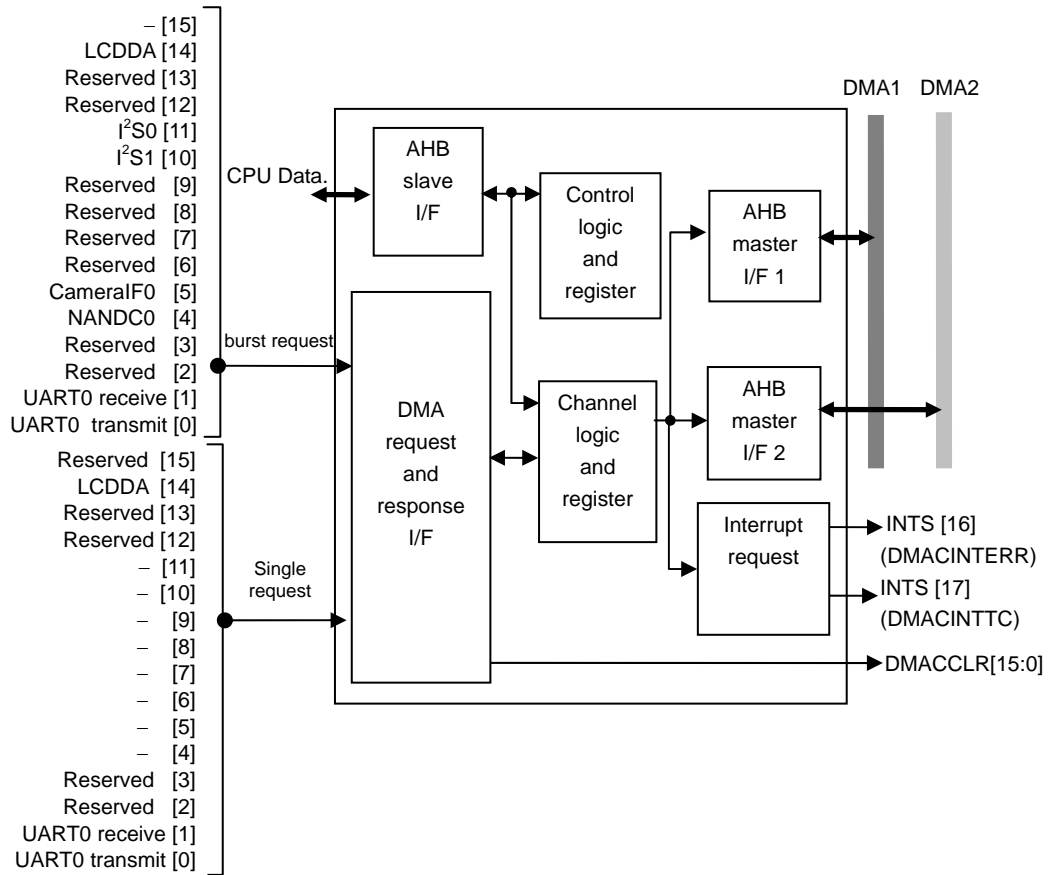 – [15]
LCDDA [14]
Reserved [13]
Reserved [12]
I²S0 [11]
I²S1 [10]
Reserved [9]
Reserved [8]
Reserved [7]
Reserved [6]
CameraIF0 [5]
NANDC0 [4]
Reserved [3]
Reserved [2]
UART0 receive [1]
UART0 transmit [0]
Reserved [15]
LCDDA [14]
Reserved [13]
Reserved [12]
– [11]
– [10]
– [9]
– [8]
– [7]
– [6]
– [5]
– [4]
Reserved [3]
Reserved [2]
UART0 receive [1]
UART0 transmit [0]
CPU Data.
burst request
Single
request
AHB
slave
I/F
DMA
request
and
response
I/F
Control
logic
and
register
Channel
logic
and
register
AHB
master
I/F 1
AHB
master
I/F 2
Interrupt
request
DMA1
DMA2
INTS [16]
(DMACINTERR)
INTS [17]
(DMACINTTC)
DMACCLR[15:0]